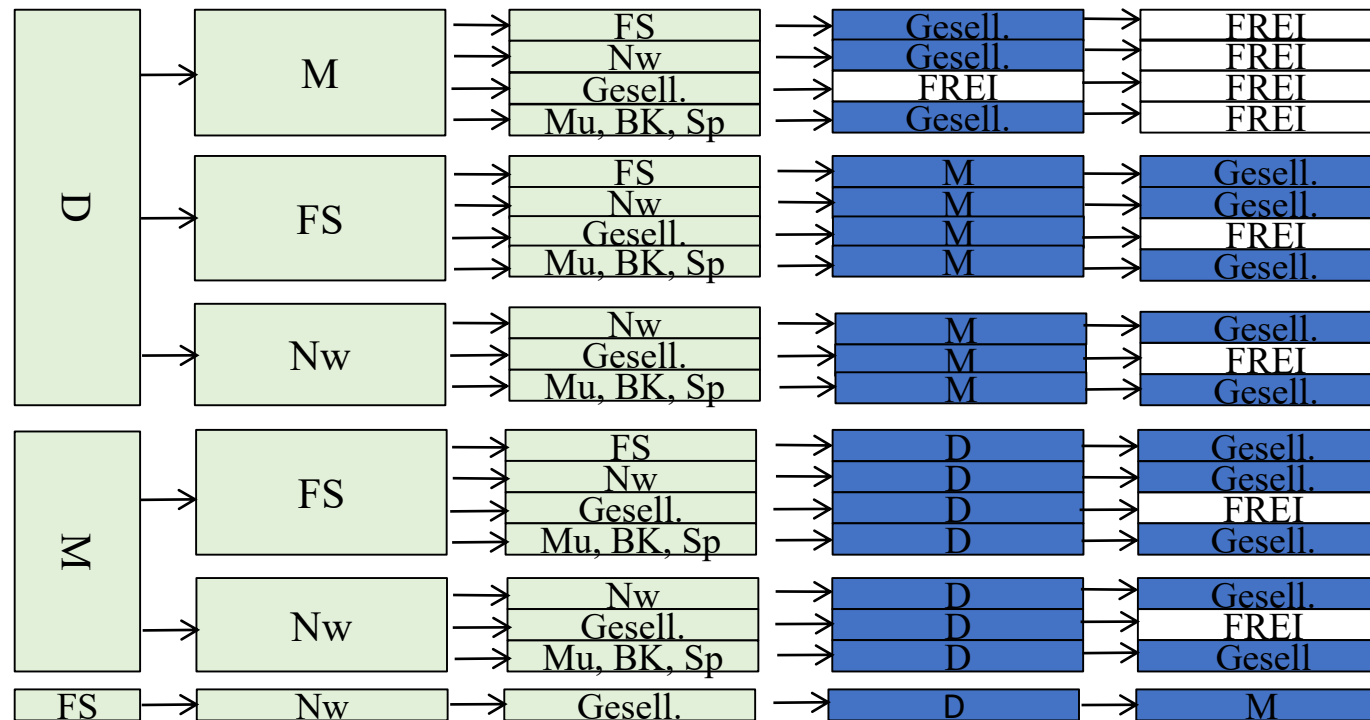 D
M
FS
Gesell.
FREI
Nw
Gesell.
FREI
Gesell.
FREI
FREI
Mu, BK, Sp
Gesell.
FREI
FS
FS
M
Gesell.
Nw
M
Gesell.
Gesell.
M
FREI
Mu, BK, Sp
M
Gesell.
Nw
Nw
M
Gesell.
Gesell.
M
FREI
Mu, BK, Sp
M
Gesell.
M
FS
FS
D
Gesell.
Nw
D
Gesell.
Gesell.
D
FREI
Mu, BK, Sp
D
Gesell.
Nw
Nw
D
Gesell.
Gesell.
D
FREI
Mu, BK, Sp
D
Gesell
FS
Nw
Gesell.
D
M